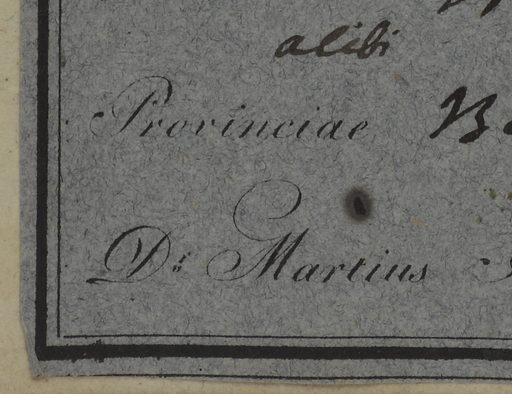 alibi
Provinciae
Dr. Martius